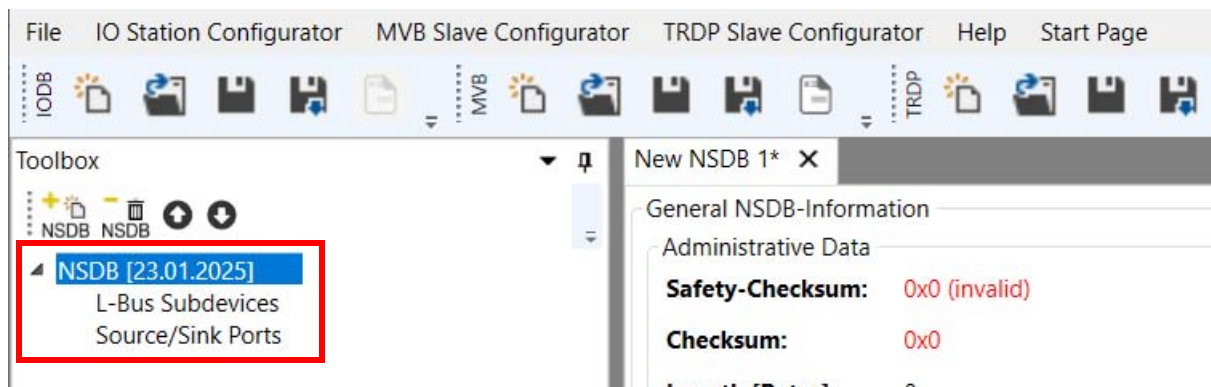 File IO Station Configurator MVB Slave Configurator TRDP Slave Configurator Help Start Page
IODB MVB TRDP
Toolbox
New NSDB 1*
NSDB NSDB
General NSDB-Information
Administrative Data
NSDB [23.01.2025]
Safety-Checksum: 0x0 (invalid)
L-Bus Subdevices
Source/Sink Ports
Checksum: 0x0